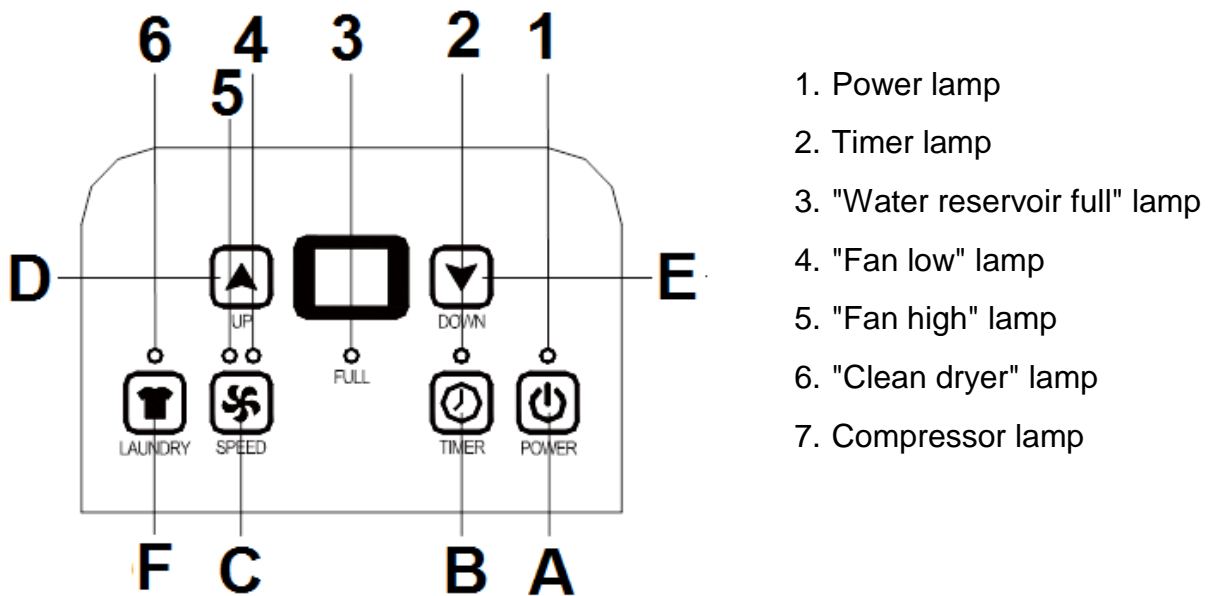 6 4 3 2 1
5
D
E
UP
DOWN
FULL
LAUNDRY
SPEED
TIMER
POWER
F C B A
1. Power lamp
2. Timer lamp
3. "Water reservoir full" lamp
4. "Fan low" lamp
5. "Fan high" lamp
6. "Clean dryer" lamp
7. Compressor lamp